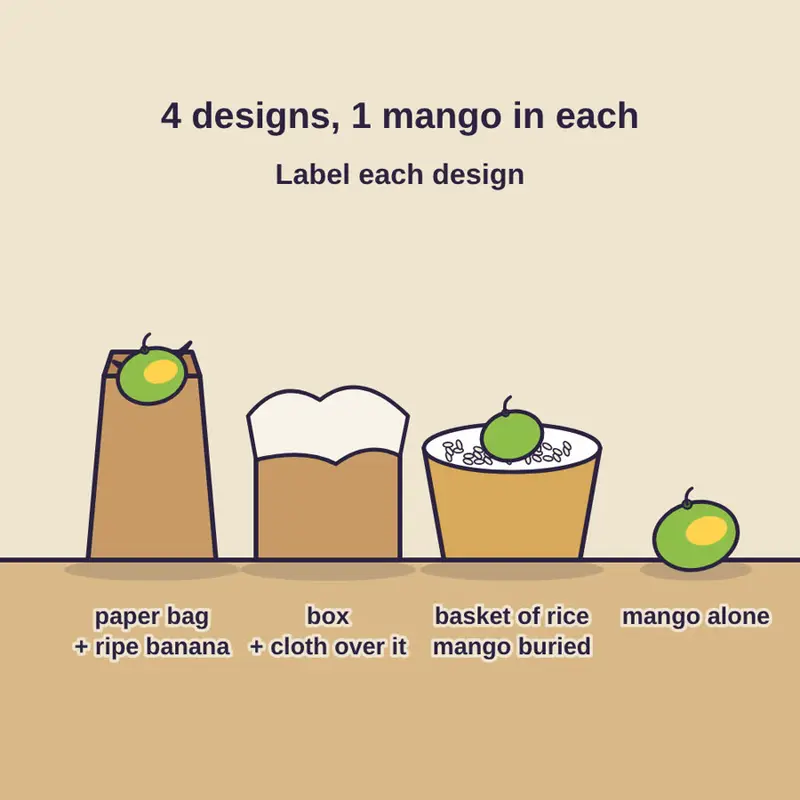 4 designs, 1 mango in each
Label each design
paper bag
+ ripe banana
box
+ cloth over it
basket of rice
mango buried
mango alone